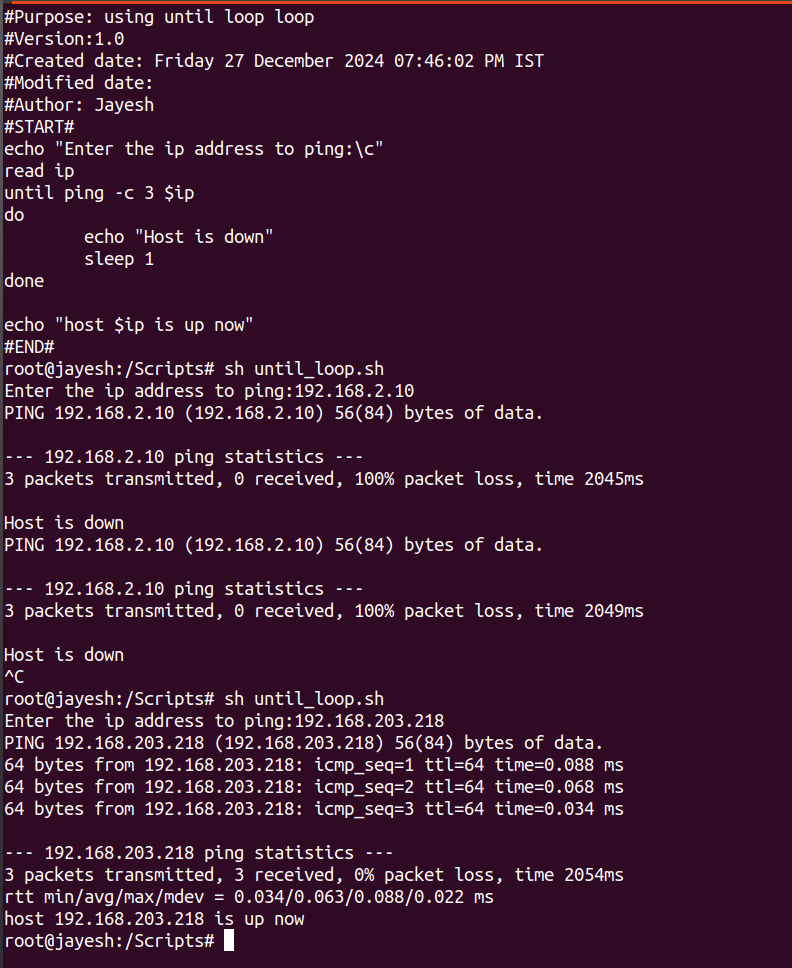 #Purpose: using until loop loop
#Version:1.0
#Created date: Friday 27 December 2024 07:46:02 PM IST
#Modified date:
#Author: Jayesh
#START#
echo "Enter the ip address to ping:\c"
read ip
until ping -c 3 $ip
do
        echo "Host is down"
        sleep 1
done

echo "host $ip is up now"
#END#
root@jayesh:/Scripts# sh until_loop.sh
Enter the ip address to ping:192.168.2.10
PING 192.168.2.10 (192.168.2.10) 56(84) bytes of data.

--- 192.168.2.10 ping statistics ---
3 packets transmitted, 0 received, 100% packet loss, time 2045ms

Host is down
PING 192.168.2.10 (192.168.2.10) 56(84) bytes of data.

--- 192.168.2.10 ping statistics ---
3 packets transmitted, 0 received, 100% packet loss, time 2049ms

Host is down
^C
root@jayesh:/Scripts# sh until_loop.sh
Enter the ip address to ping:192.168.203.218
PING 192.168.203.218 (192.168.203.218) 56(84) bytes of data.
64 bytes from 192.168.203.218: icmp_seq=1 ttl=64 time=0.088 ms
64 bytes from 192.168.203.218: icmp_seq=2 ttl=64 time=0.068 ms
64 bytes from 192.168.203.218: icmp_seq=3 ttl=64 time=0.034 ms

--- 192.168.203.218 ping statistics ---
3 packets transmitted, 3 received, 0% packet loss, time 2054ms
rtt min/avg/max/mdev = 0.034/0.063/0.088/0.022 ms
host 192.168.203.218 is up now
root@jayesh:/Scripts#